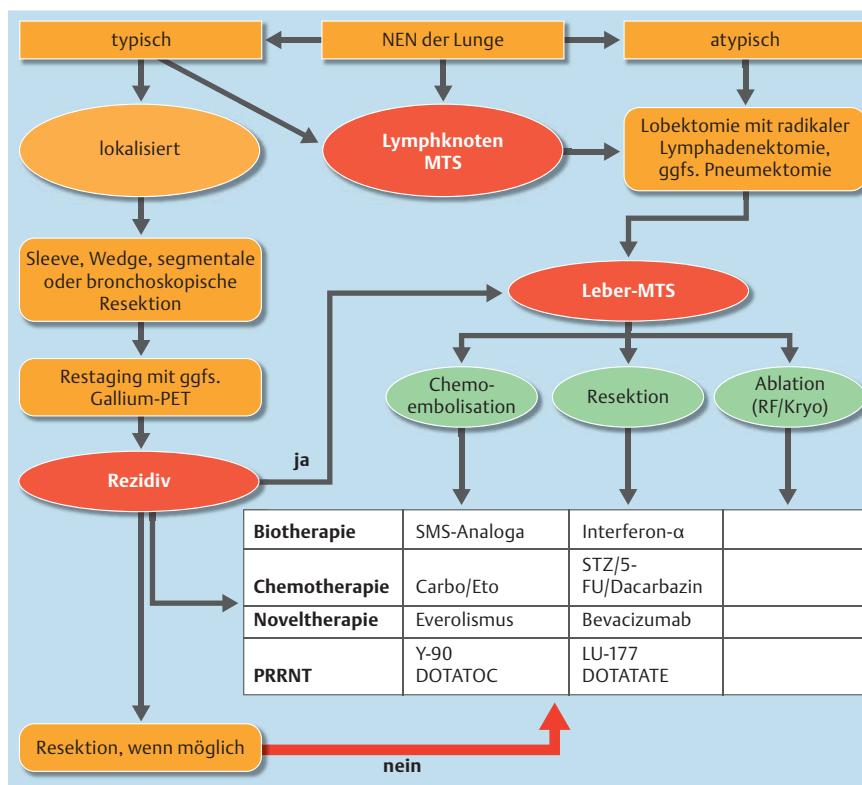 typisch
NEN der Lunge
atypisch
lokalisiert
Lymphknoten
MTS
Lobektomie mit radikaler
Lymphadenektomie,
ggfs. Pneumektomie
Sleeve, Wedge, segmentale
oder bronchoskopische
Resektion
Leber-MTS
Restaging mit ggfs.
Gallium-PET
Chemo-
embolisation
Resektion
Ablation
(RF/Kryo)
ja
Rezidiv
Biotherapie SMS-Analoga Interferon-α
Chemotherapie Carbo/Eto STZ/5-
FU/Dacarbazin
Noveltherapie Everolismus Bevacizumab
PRRNT Y-90
DOTATOC LU-177
DOTATATE
Resektion, wenn möglich
nein